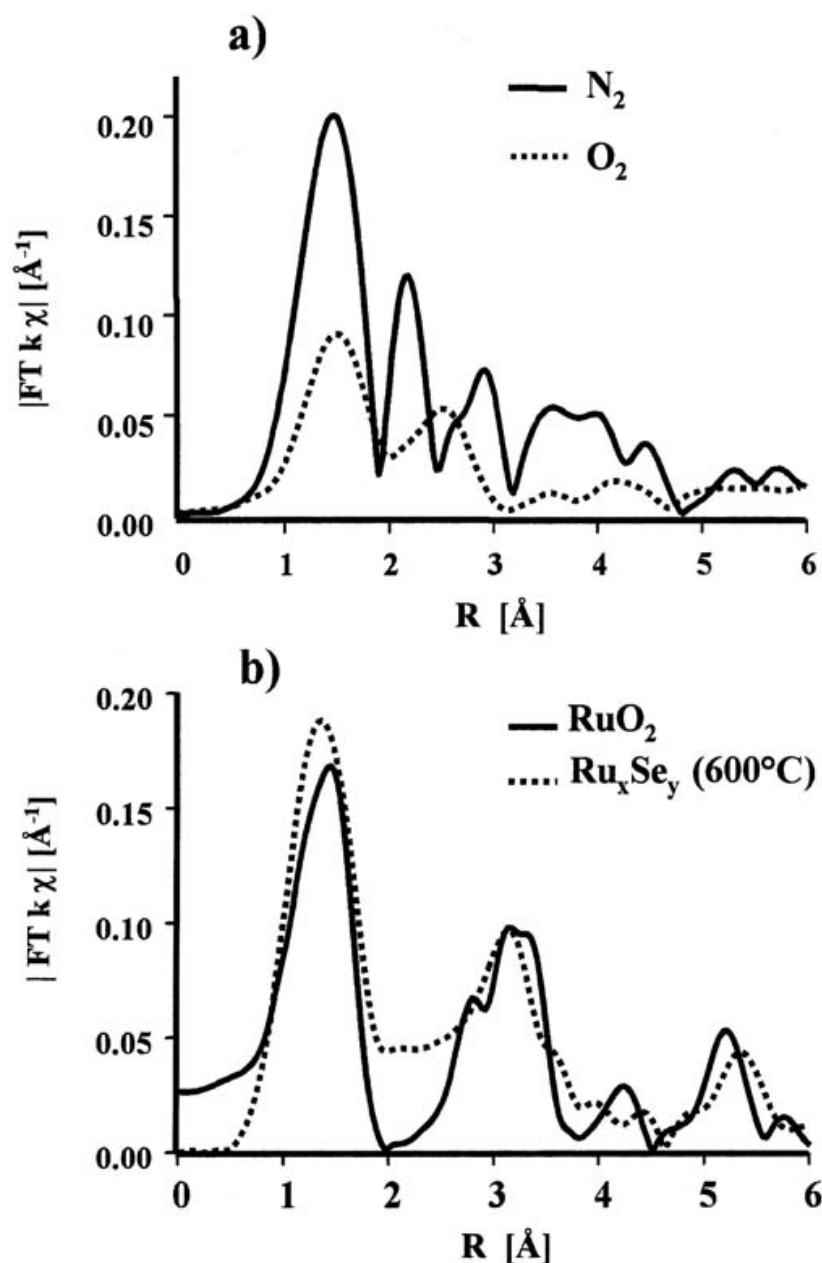 a)
N₂
O₂
|FT k χ| [Å⁻¹]
0.20
0.15
0.10
0.05
0.00
0 1 2 3 4 5 6
R [Å]
b)
RuO₂
RuₓSeᵧ (600°C)
|FT k χ| [Å⁻¹]
0.20
0.15
0.10
0.05
0.00
0 1 2 3 4 5 6
R [Å]